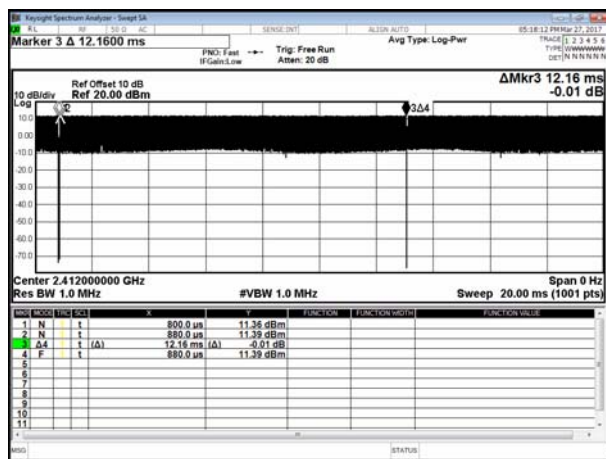 Keysight Spectrum Analyzer - Swept SA
RL RF 50 Ω AC SENSE:INT ALIGN AUTO 05:18:12 PM Mar 27, 2017
Marker 3 Δ 12.1600 ms
PNO: Fast
IFGain:Low
Trig: Free Run
Atten: 20 dB
Avg Type: Log-Pwr
TRACE 1 2 3 4 5 6
TYPE WWWWWW
DET N N N N N N
ΔMkr3 12.16 ms
-0.01 dB
Ref Offset 10 dB
10 dB/div Ref 20.00 dBm
Log
2 3Δ4
10.0
0.00
-10.0
-20.0
-30.0
-40.0
-50.0
-60.0
-70.0
Center 2.412000000 GHz Span 0 Hz
Res BW 1.0 MHz #VBW 1.0 MHz Sweep 20.00 ms (1001 pts)
MKR MODE TRC SCL X Y FUNCTION FUNCTION WIDTH FUNCTION VALUE
1 N t 800.0 µs 11.36 dBm
2 N t 880.0 µs 11.39 dBm
3 Δ4 t (Δ) 12.16 ms (Δ) -0.01 dB
4 F t 880.0 µs 11.39 dBm
5
6
7
8
9
10
11
MSG STATUS